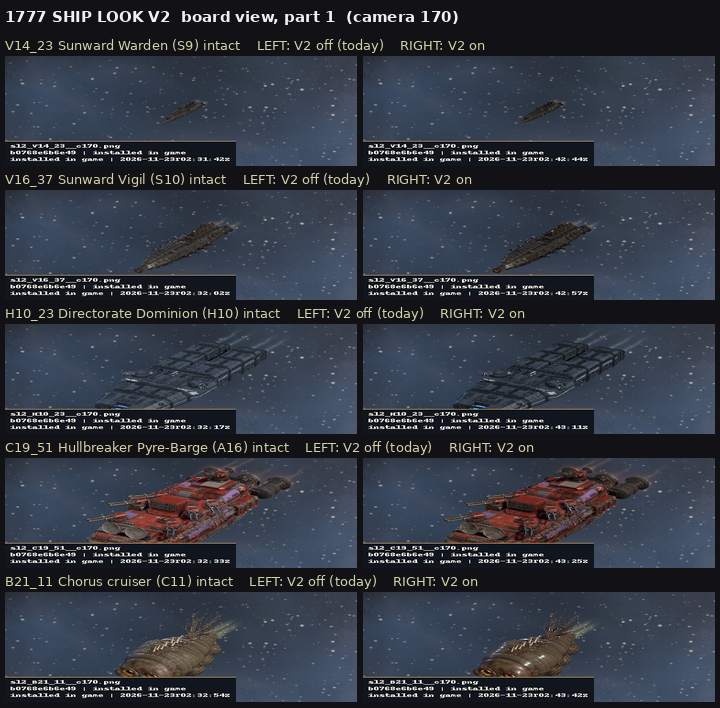 1777 SHIP LOOK V2 board view, part 1 (camera 170)
V14_23 Sunward Warden (S9) intact LEFT: V2 off (today) RIGHT: V2 on
sl2_V14_23__c170.png
b0768e6b6e49 | installed in game
installed in game | 2026-11-23T02:31:42Z
sl2_V14_23__c170.png
b0768e6b6e49 | installed in game
installed in game | 2026-11-23T02:42:44Z
V16_37 Sunward Vigil (S10) intact LEFT: V2 off (today) RIGHT: V2 on
sl2_V16_37__c170.png
b0768e6b6e49 | installed in game
installed in game | 2026-11-23T02:32:02Z
sl2_V16_37__c170.png
b0768e6b6e49 | installed in game
installed in game | 2026-11-23T02:42:57Z
H10_23 Directorate Dominion (H10) intact LEFT: V2 off (today) RIGHT: V2 on
sl2_H10_23__c170.png
b0768e6b6e49 | installed in game
installed in game | 2026-11-23T02:32:17Z
sl2_H10_23__c170.png
b0768e6b6e49 | installed in game
installed in game | 2026-11-23T02:43:11Z
C19_51 Hullbreaker Pyre-Barge (A16) intact LEFT: V2 off (today) RIGHT: V2 on
sl2_C19_51__c170.png
b0768e6b6e49 | installed in game
installed in game | 2026-11-23T02:32:33Z
sl2_C19_51__c170.png
b0768e6b6e49 | installed in game
installed in game | 2026-11-23T02:43:25Z
B21_11 Chorus cruiser (C11) intact LEFT: V2 off (today) RIGHT: V2 on
sl2_B21_11__c170.png
b0768e6b6e49 | installed in game
installed in game | 2026-11-23T02:32:54Z
sl2_B21_11__c170.png
b0768e6b6e49 | installed in game
installed in game | 2026-11-23T02:43:42Z